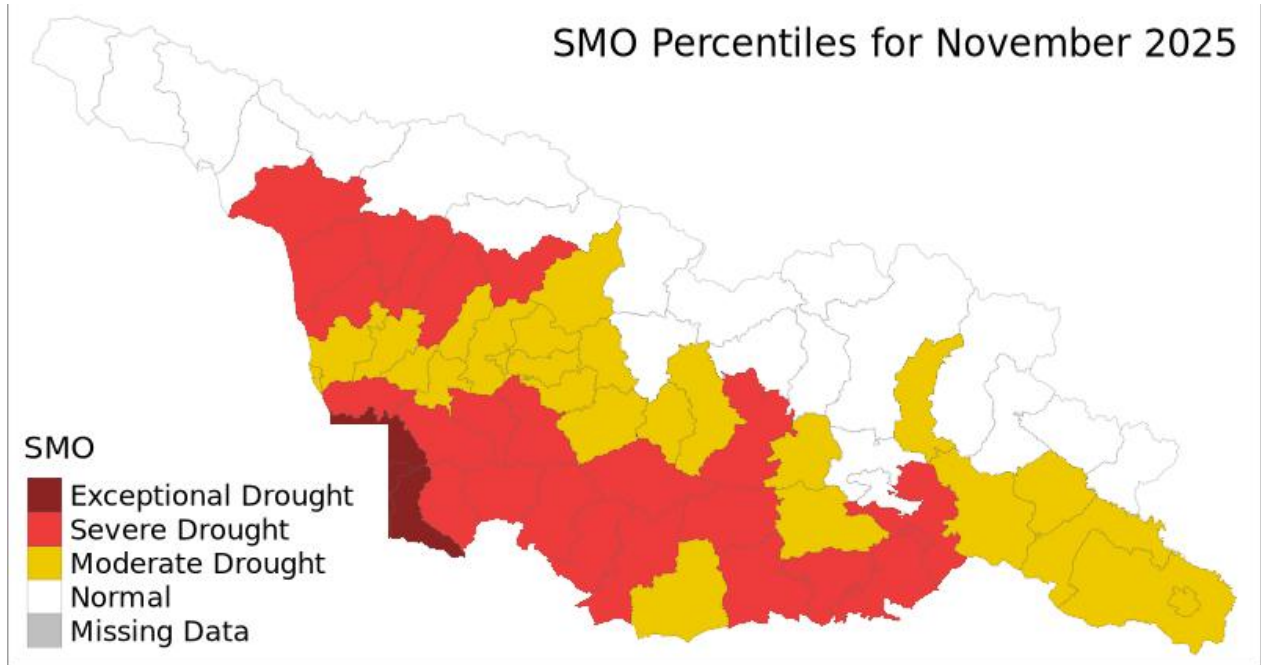 SMO Percentiles for November 2025
SMO
Exceptional Drought
Severe Drought
Moderate Drought
Normal
Missing Data